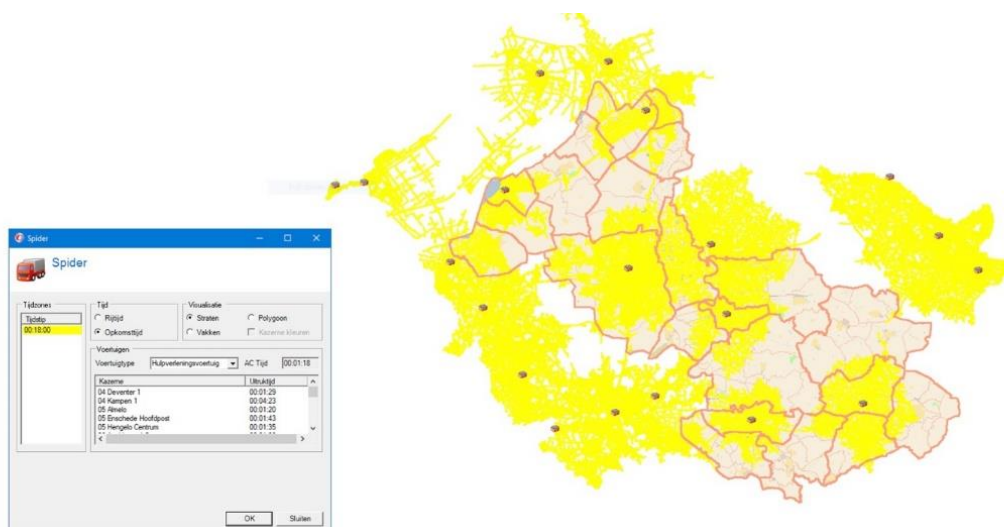 Spider
Spider
Tijdzones
Tijdstip
00:18:00
Tijd
Rijtijd
Opkomsttijd
Visualisatie
Straten
Polygoon
Vakken
Kazerne kleuren
Voertuigen
Voertuigtype
Hulpverleningsvoertuig
AC Tijd
00:01:18
Kazerne
Uitruktijd
04 Deventer 1
00:01:29
04 Kampen 1
00:04:23
05 Almelo
00:01:20
05 Enschede Hoofdpost
00:01:43
05 Hengelo Centrum
00:01:35
OK
Sluiten